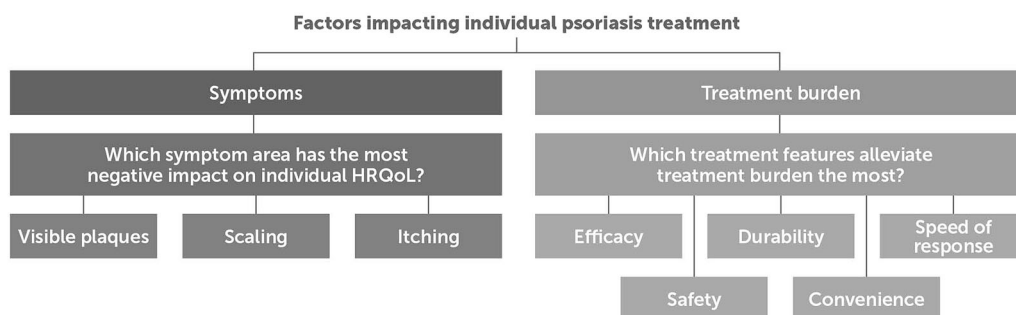 Factors impacting individual psoriasis treatment
Symptoms
Treatment burden
Which symptom area has the most
negative impact on individual HRQoL?
Which treatment features alleviate
treatment burden the most?
Visible plaques
Scaling
Itching
Efficacy
Durability
Speed of
response
Safety
Convenience